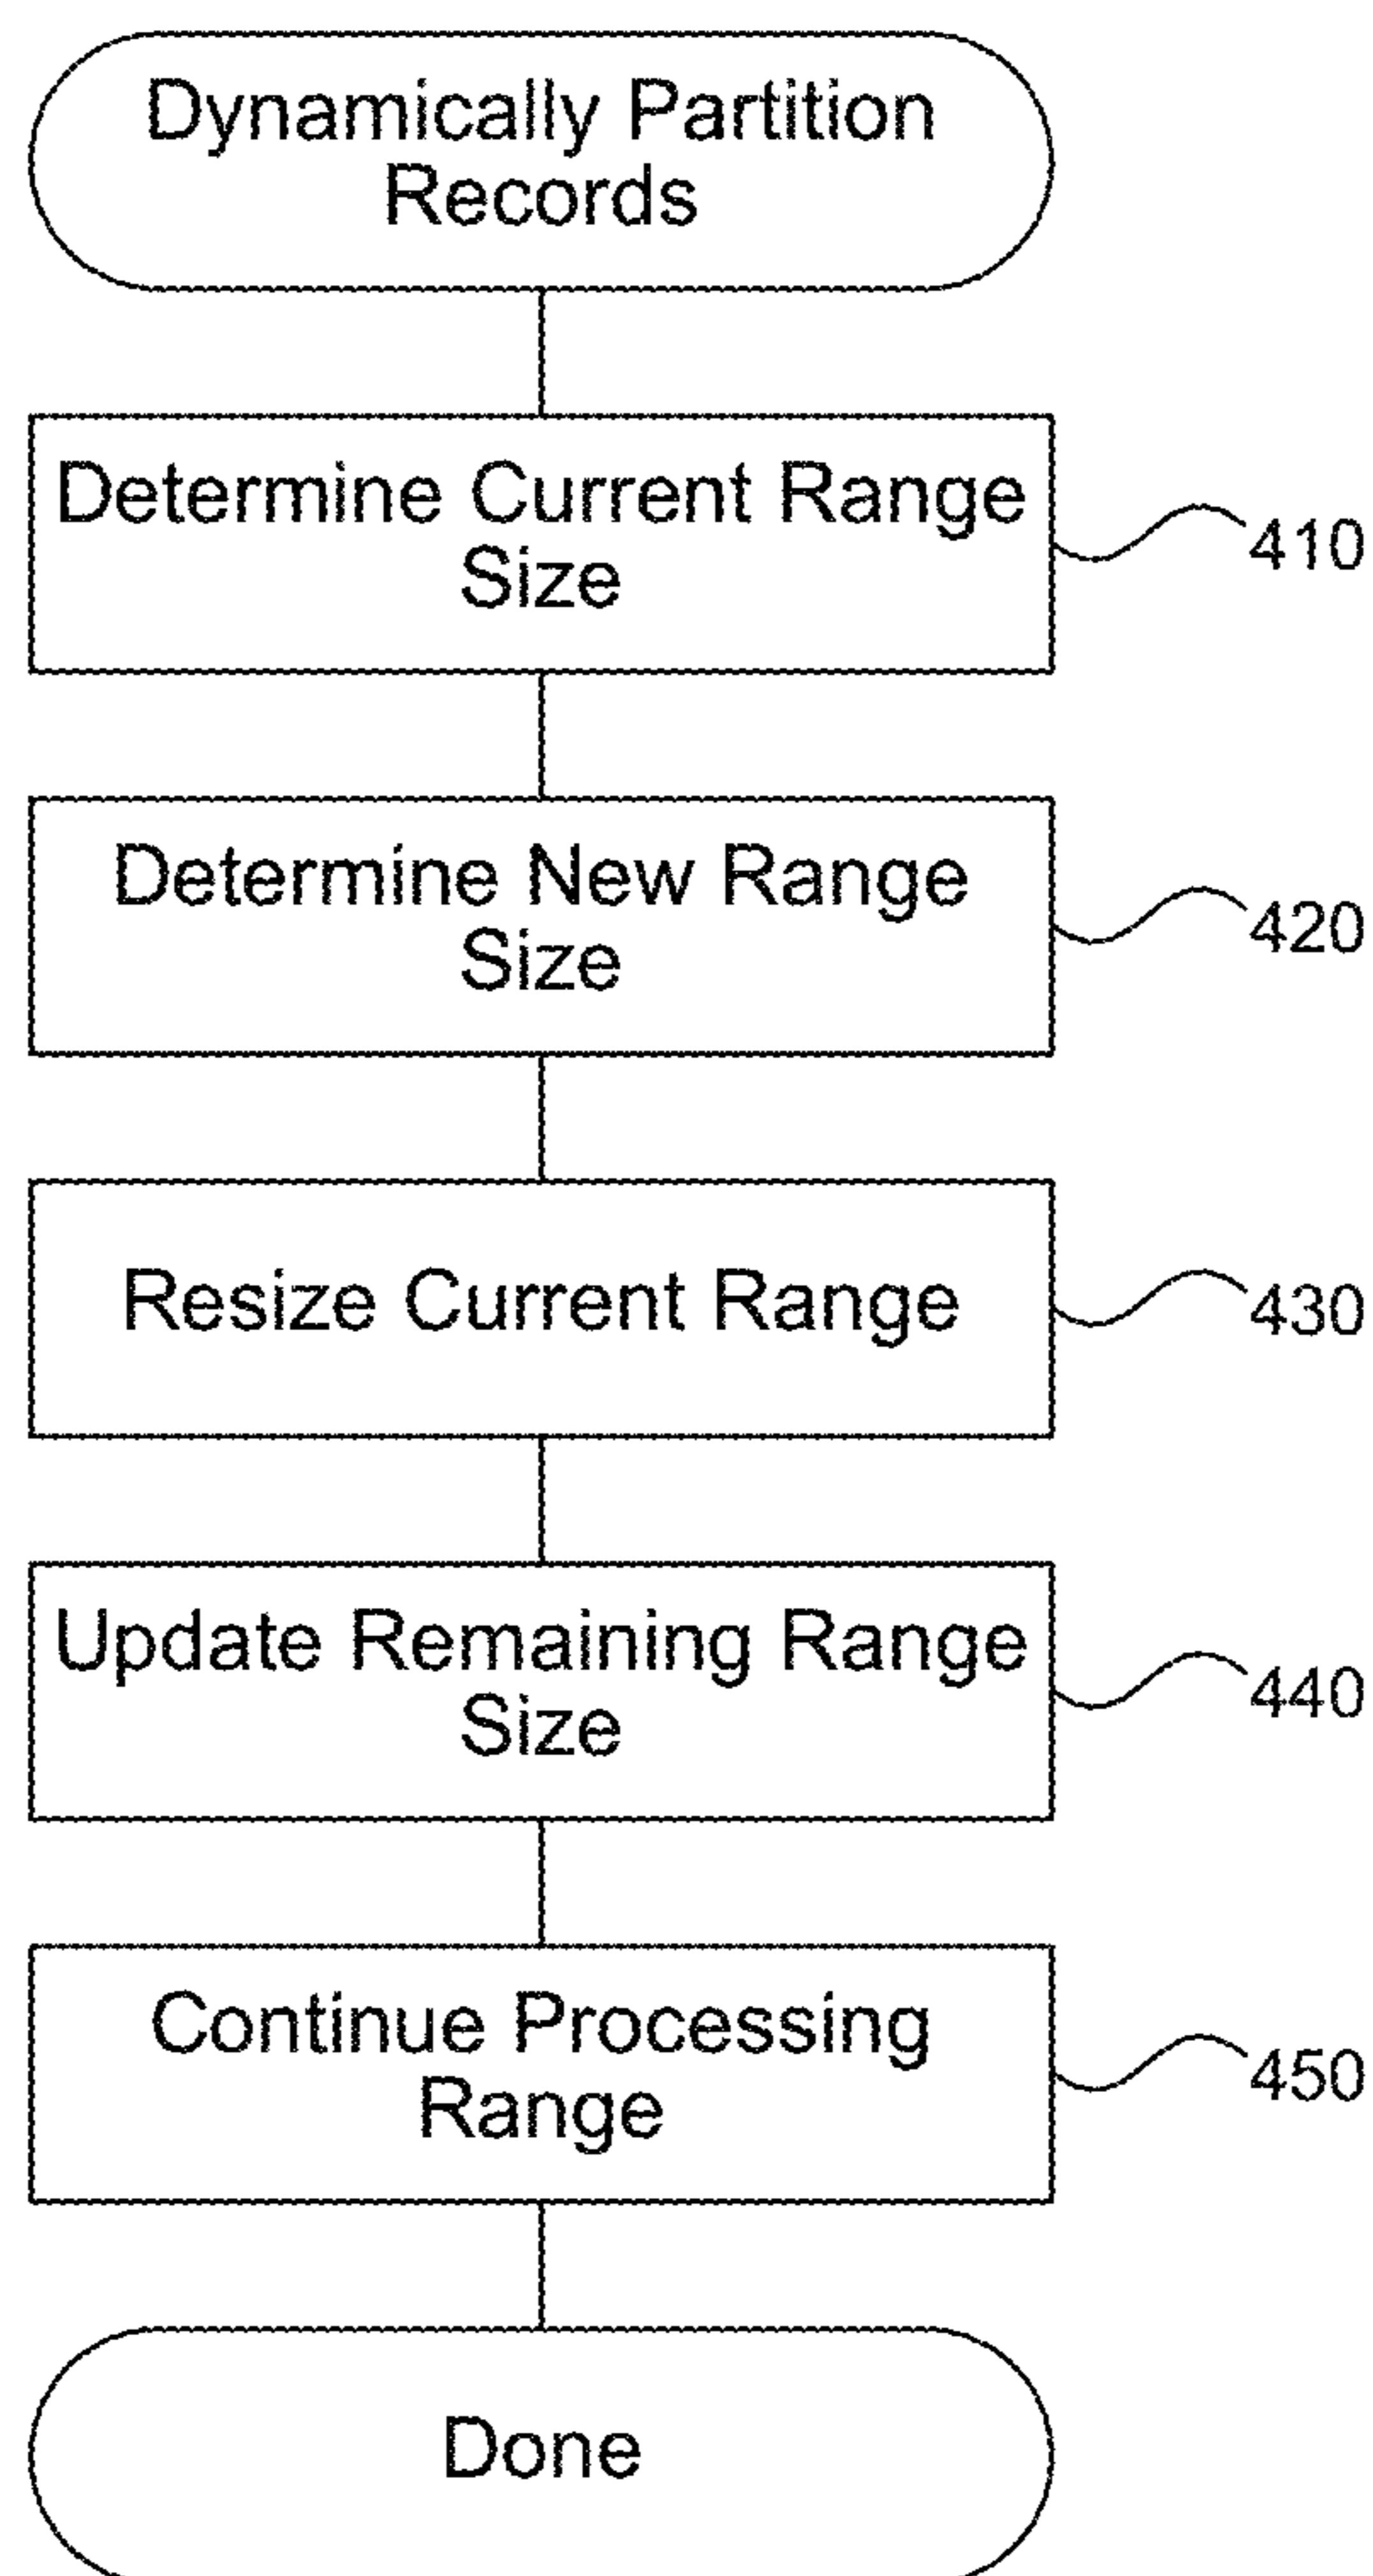 Dynamically Partition
Records
Determine Current Range
Size
410
Determine New Range
Size
420
Resize Current Range
430
Update Remaining Range
Size
440
Continue Processing
Range
450
Done